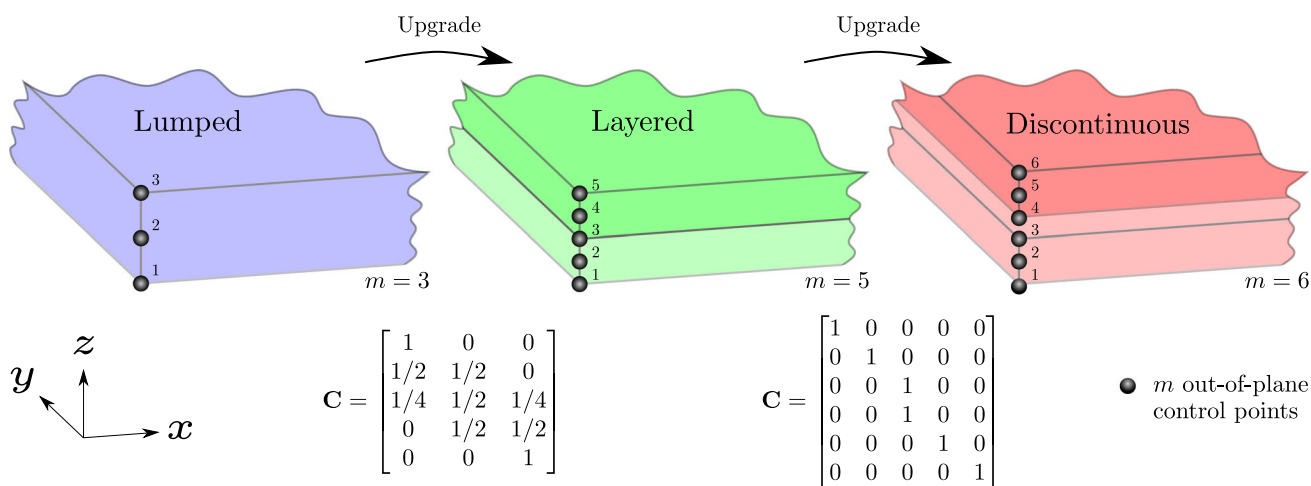 Upgrade Upgrade
Lumped Layered Discontinuous
3
2
1
m = 3
5
4
3
2
1
m = 5
6
5
4
3
2
1
m = 6
z
y
x
C =
1 0 0
1/2 1/2 0
1/4 1/2 1/4
0 1/2 1/2
0 0 1
C =
1 0 0 0 0
0 1 0 0 0
0 0 1 0 0
0 0 1 0 0
0 0 0 1 0
0 0 0 0 1
m out-of-plane
control points